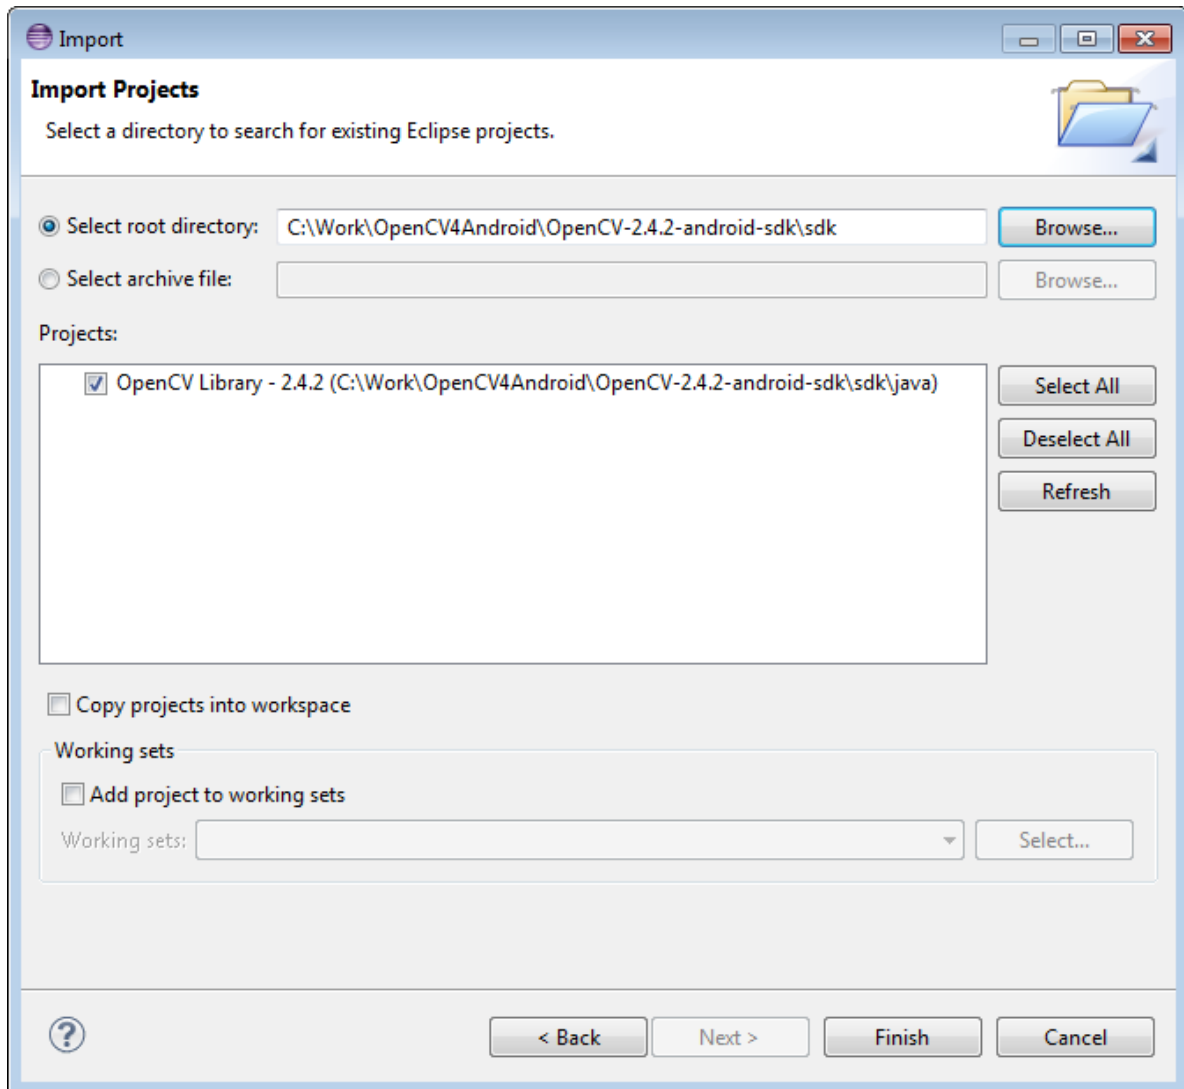 Import
Import Projects
Select a directory to search for existing Eclipse projects.
Select root directory: C:\Work\OpenCV4Android\OpenCV-2.4.2-android-sdk\sdk Browse...
Select archive file: Browse...
Projects:
OpenCV Library - 2.4.2 (C:\Work\OpenCV4Android\OpenCV-2.4.2-android-sdk\sdk\java)
Select All
Deselect All
Refresh
Copy projects into workspace
Working sets
Add project to working sets
Working sets: Select...
? < Back Next > Finish Cancel